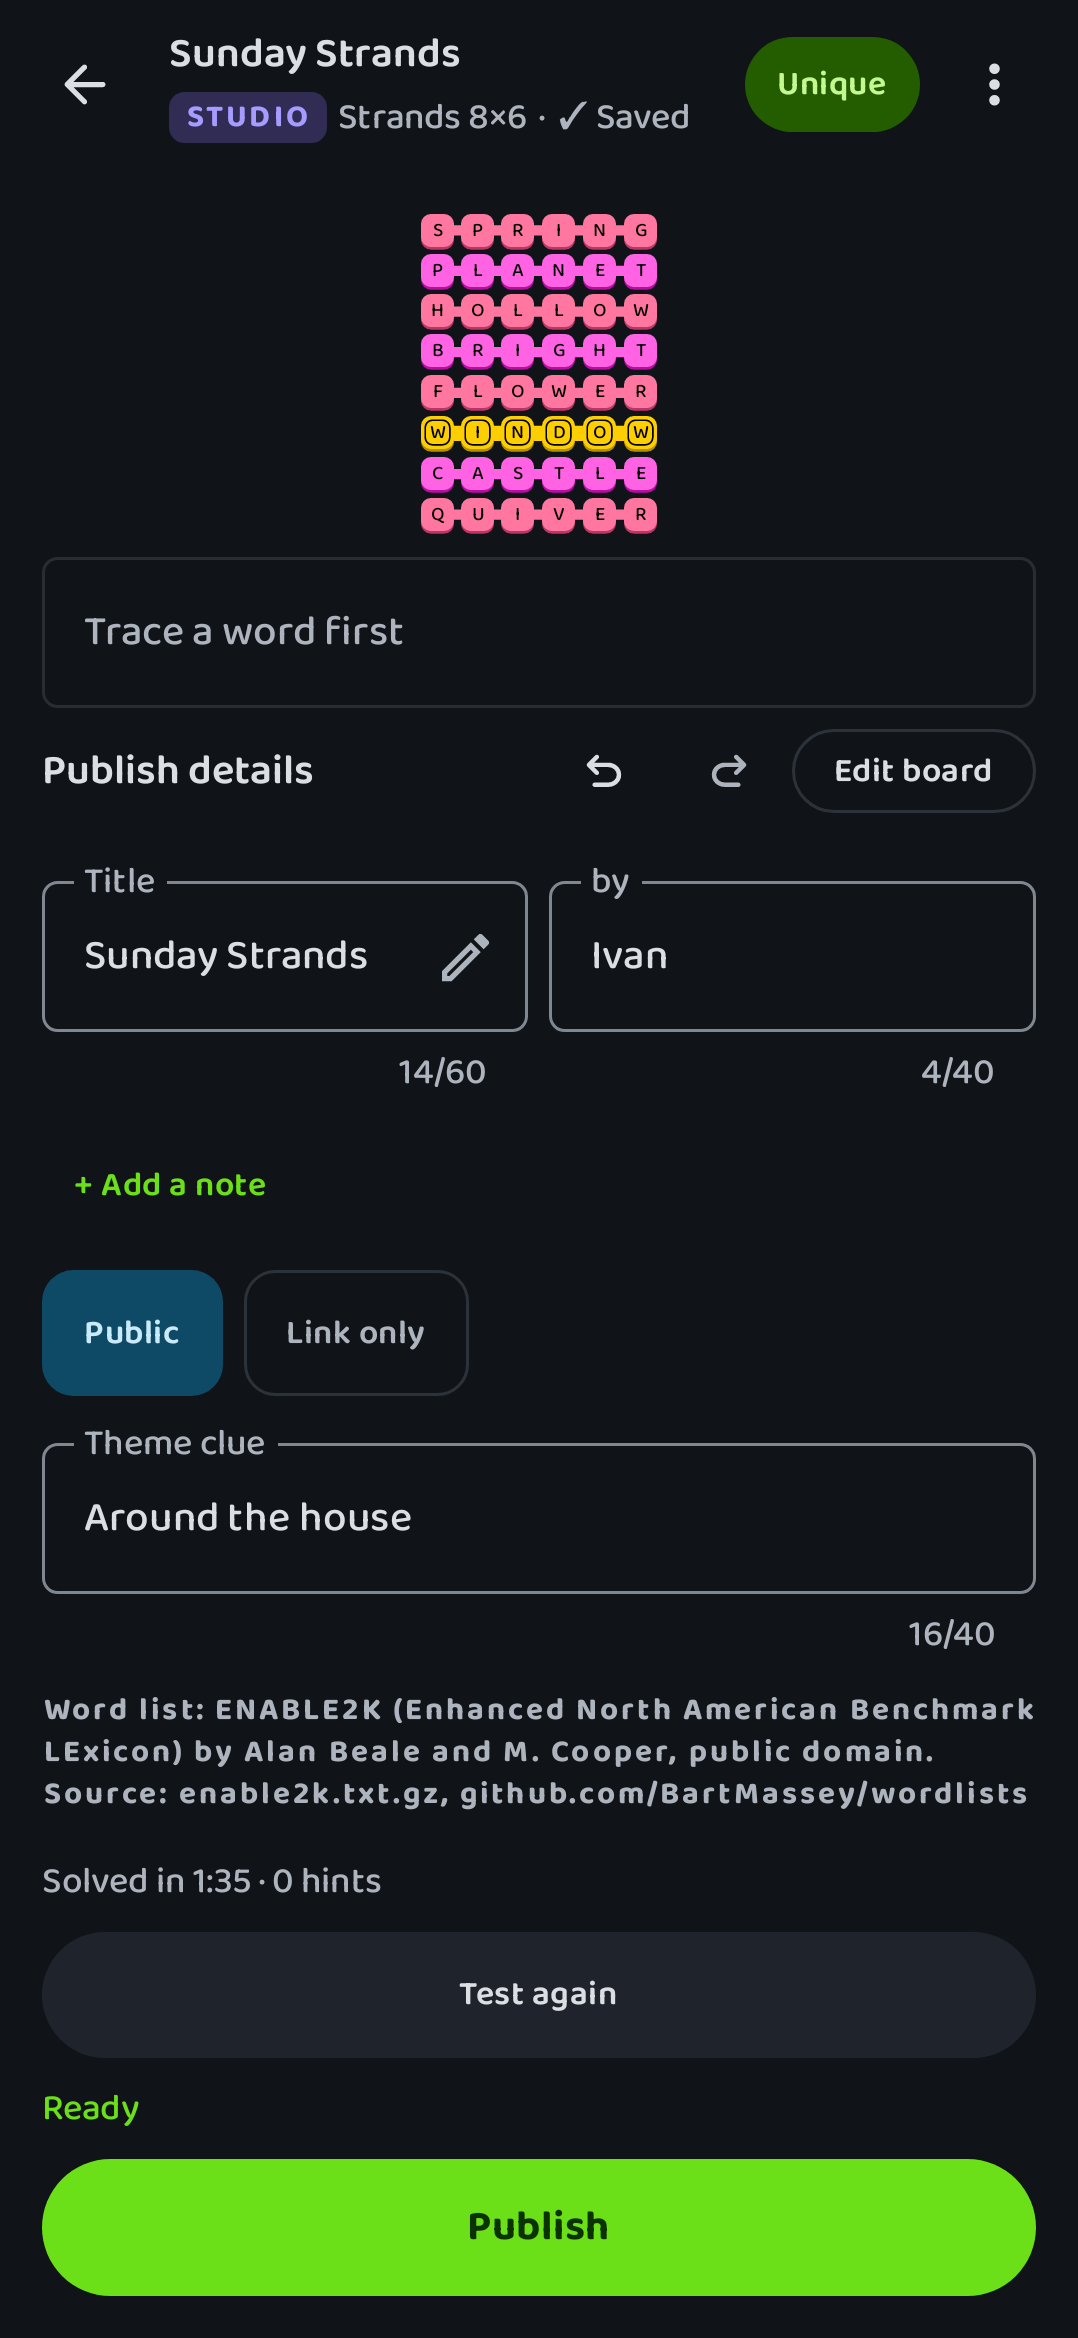 Sunday Strands
STUDIO Strands 8×6 · ✓ Saved
Unique
S P R I N G
P L A N E T
H O L L O W
B R I G H T
F L O W E R
W I N D O W
C A S T L E
Q U I V E R
Trace a word first
Publish details
Edit board
Title
Sunday Strands
14/60
by
Ivan
4/40
+ Add a note
Public
Link only
Theme clue
Around the house
16/40
Word list: ENABLE2K (Enhanced North American Benchmark
LExicon) by Alan Beale and M. Cooper, public domain.
Source: enable2k.txt.gz, github.com/BartMassey/wordlists
Solved in 1:35 · 0 hints
Test again
Ready
Publish